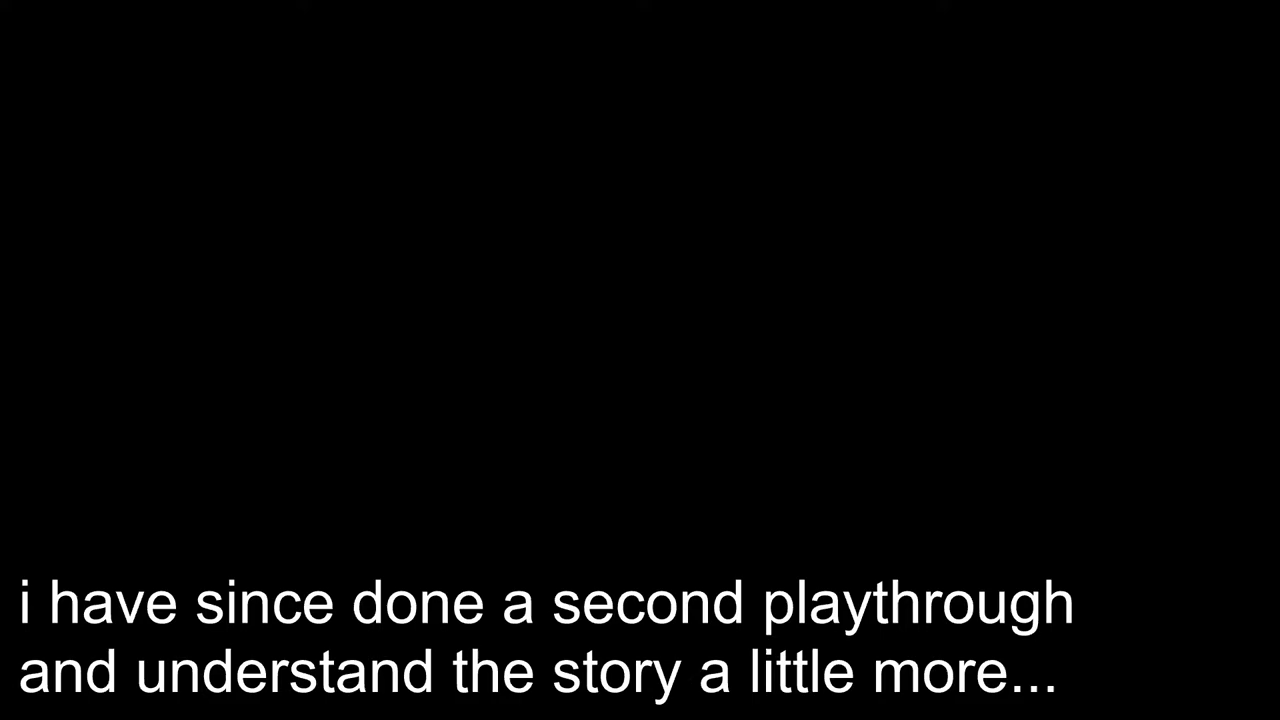 i have since done a second playthrough
and understand the story a little more...